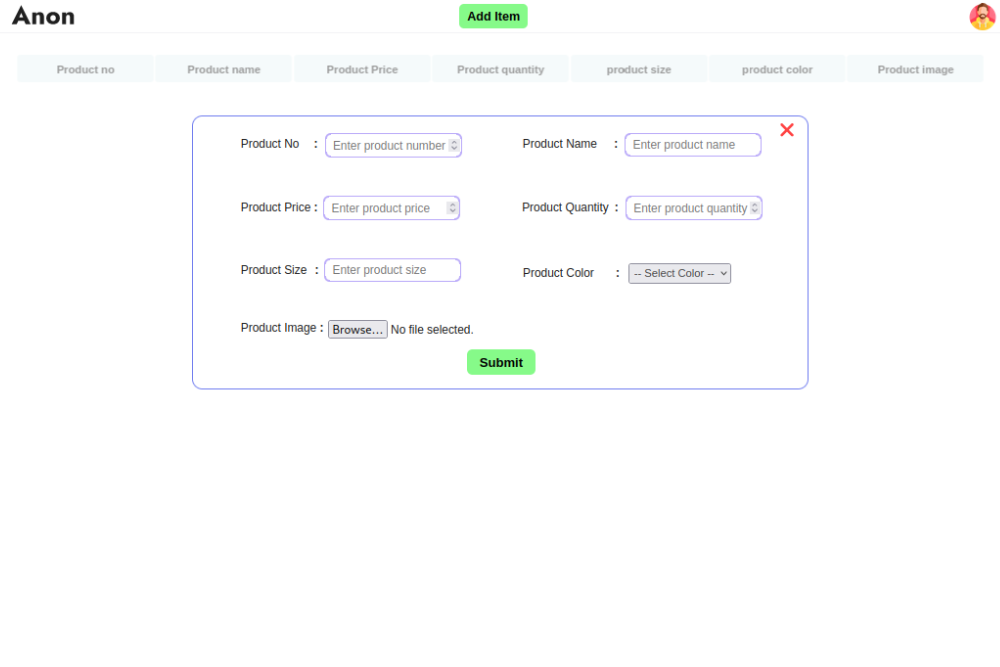 Anon
Add Item
Product no Product name Product Price Product quantity product size product color Product image
Product No : Enter product number Product Name : Enter product name
Product Price : Enter product price Product Quantity : Enter product quantity
Product Size : Enter product size Product Color : -- Select Color --
Product Image : Browse... No file selected.
Submit